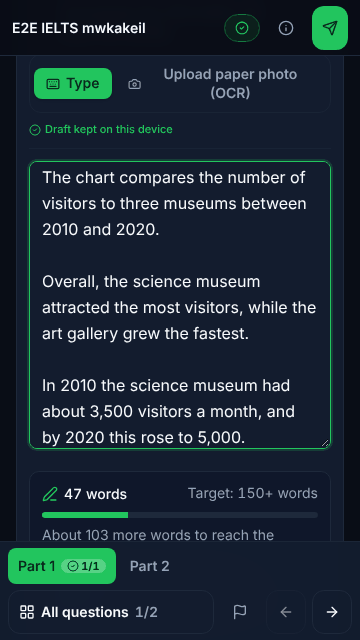 E2E IELTS mwkakeil
Type
Upload paper photo
(OCR)
Draft kept on this device
The chart compares the number of
visitors to three museums between
2010 and 2020.
Overall, the science museum
attracted the most visitors, while the
art gallery grew the fastest.
In 2010 the science museum had
about 3,500 visitors a month, and
by 2020 this rose to 5,000.
47 words
Target: 150+ words
About 103 more words to reach the
Part 1 1/1
Part 2
All questions 1/2